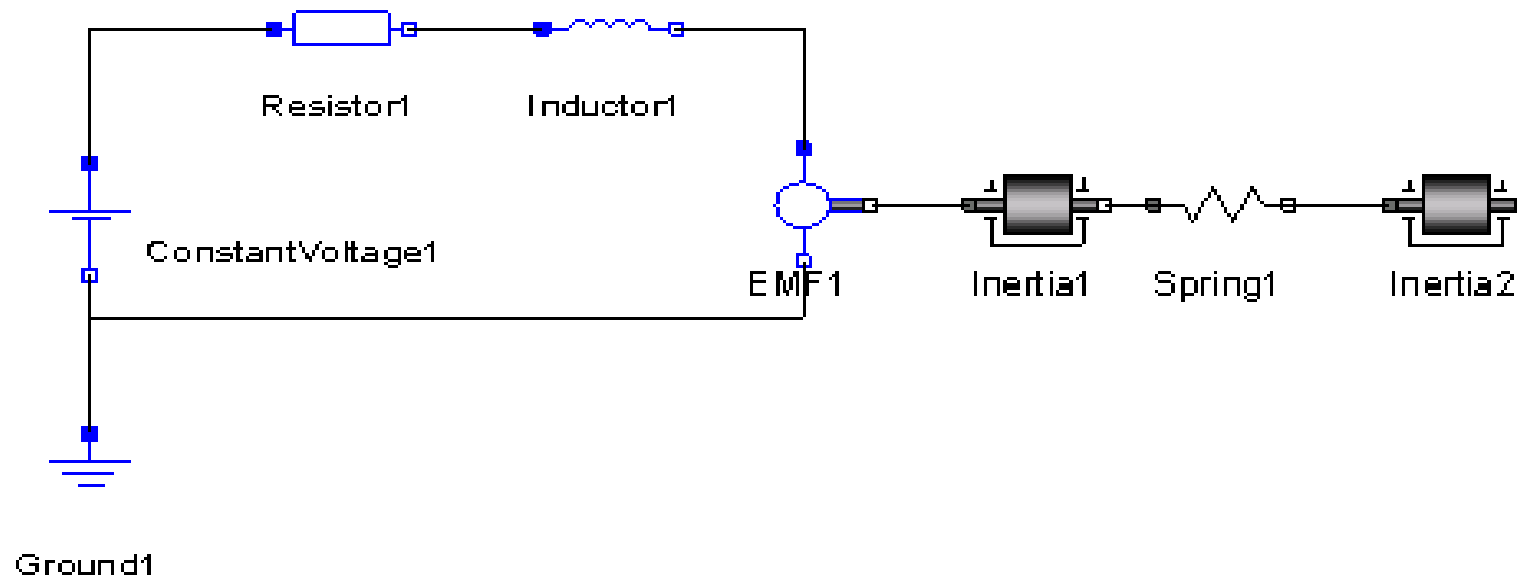 Resistor1
Inductor1
ConstantVoltage1
EMF1
Inertia1
Spring1
Inertia2
Ground1